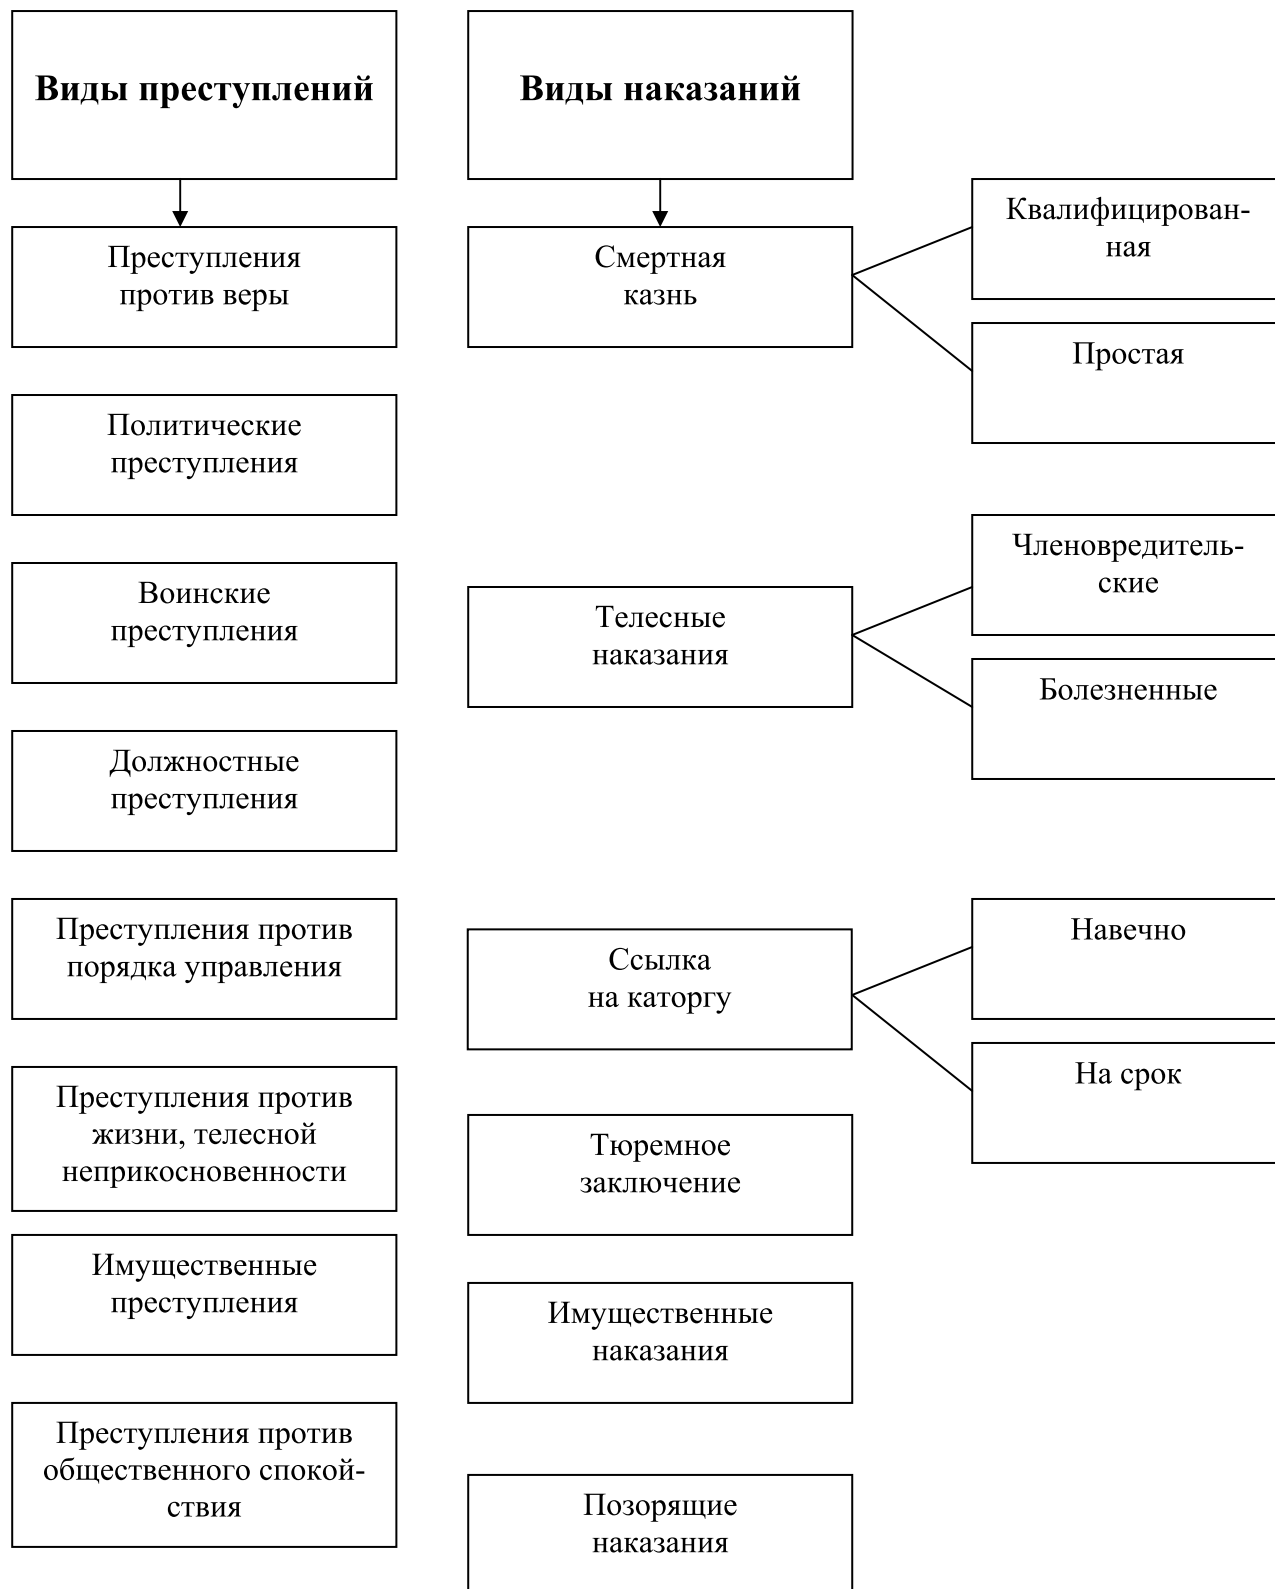 Виды преступлений
Преступления
против веры
Политические
преступления
Воинские
преступления
Должностные
преступления
Преступления против
порядка управления
Преступления против
жизни, телесной
неприкосновенности
Имущественные
преступления
Преступления против
общественного спокой-
ствия
Виды наказаний
Смертная
казнь
Квалифицирован-
ная
Простая
Телесные
наказания
Членовредитель-
ские
Болезненные
Ссылка
на каторгу
Навечно
На срок
Тюремное
заключение
Имущественные
наказания
Позорящие
наказания